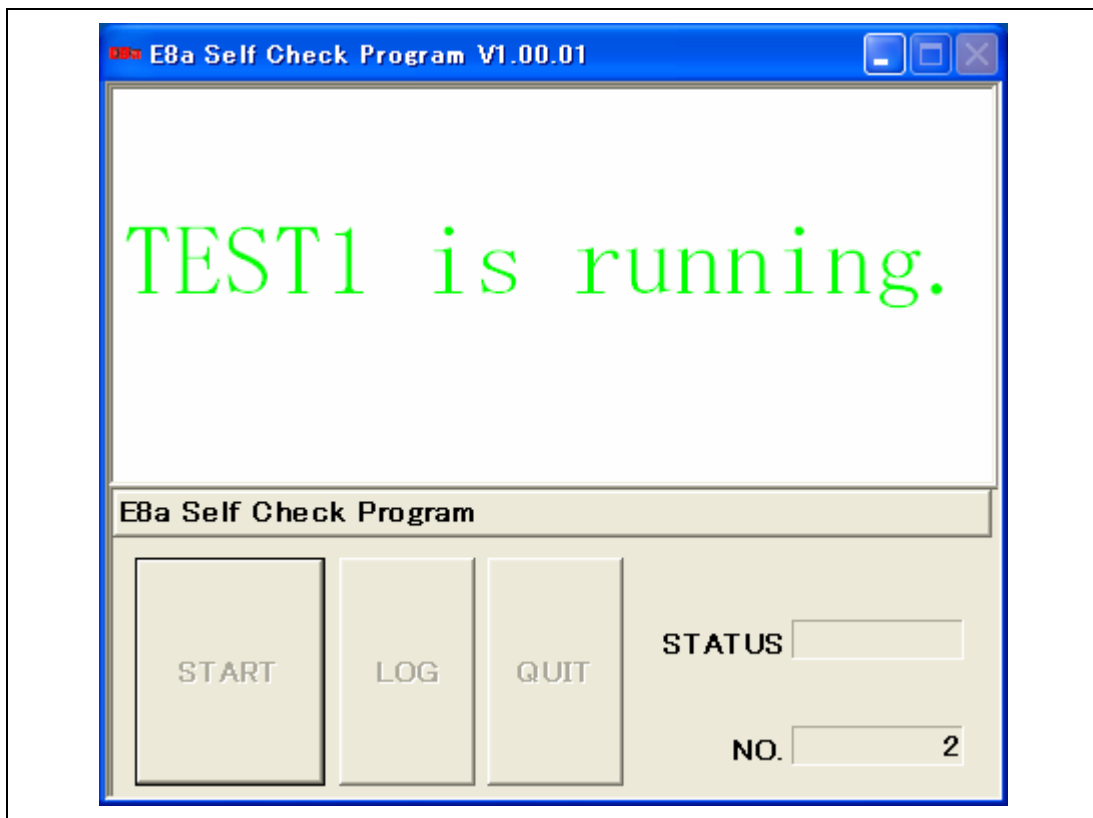 E8a E8a Self Check Program V1.00.01
TEST1 is running.
E8a Self Check Program
START LOG QUIT
STATUS
NO. 2